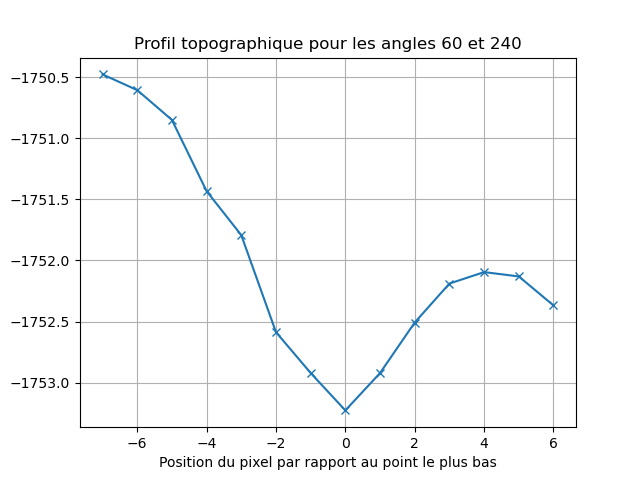 Profil topographique pour les angles 60 et 240
−1750.5
−1751.0
−1751.5
−1752.0
−1752.5
−1753.0
−6 −4 −2 0 2 4 6
Position du pixel par rapport au point le plus bas